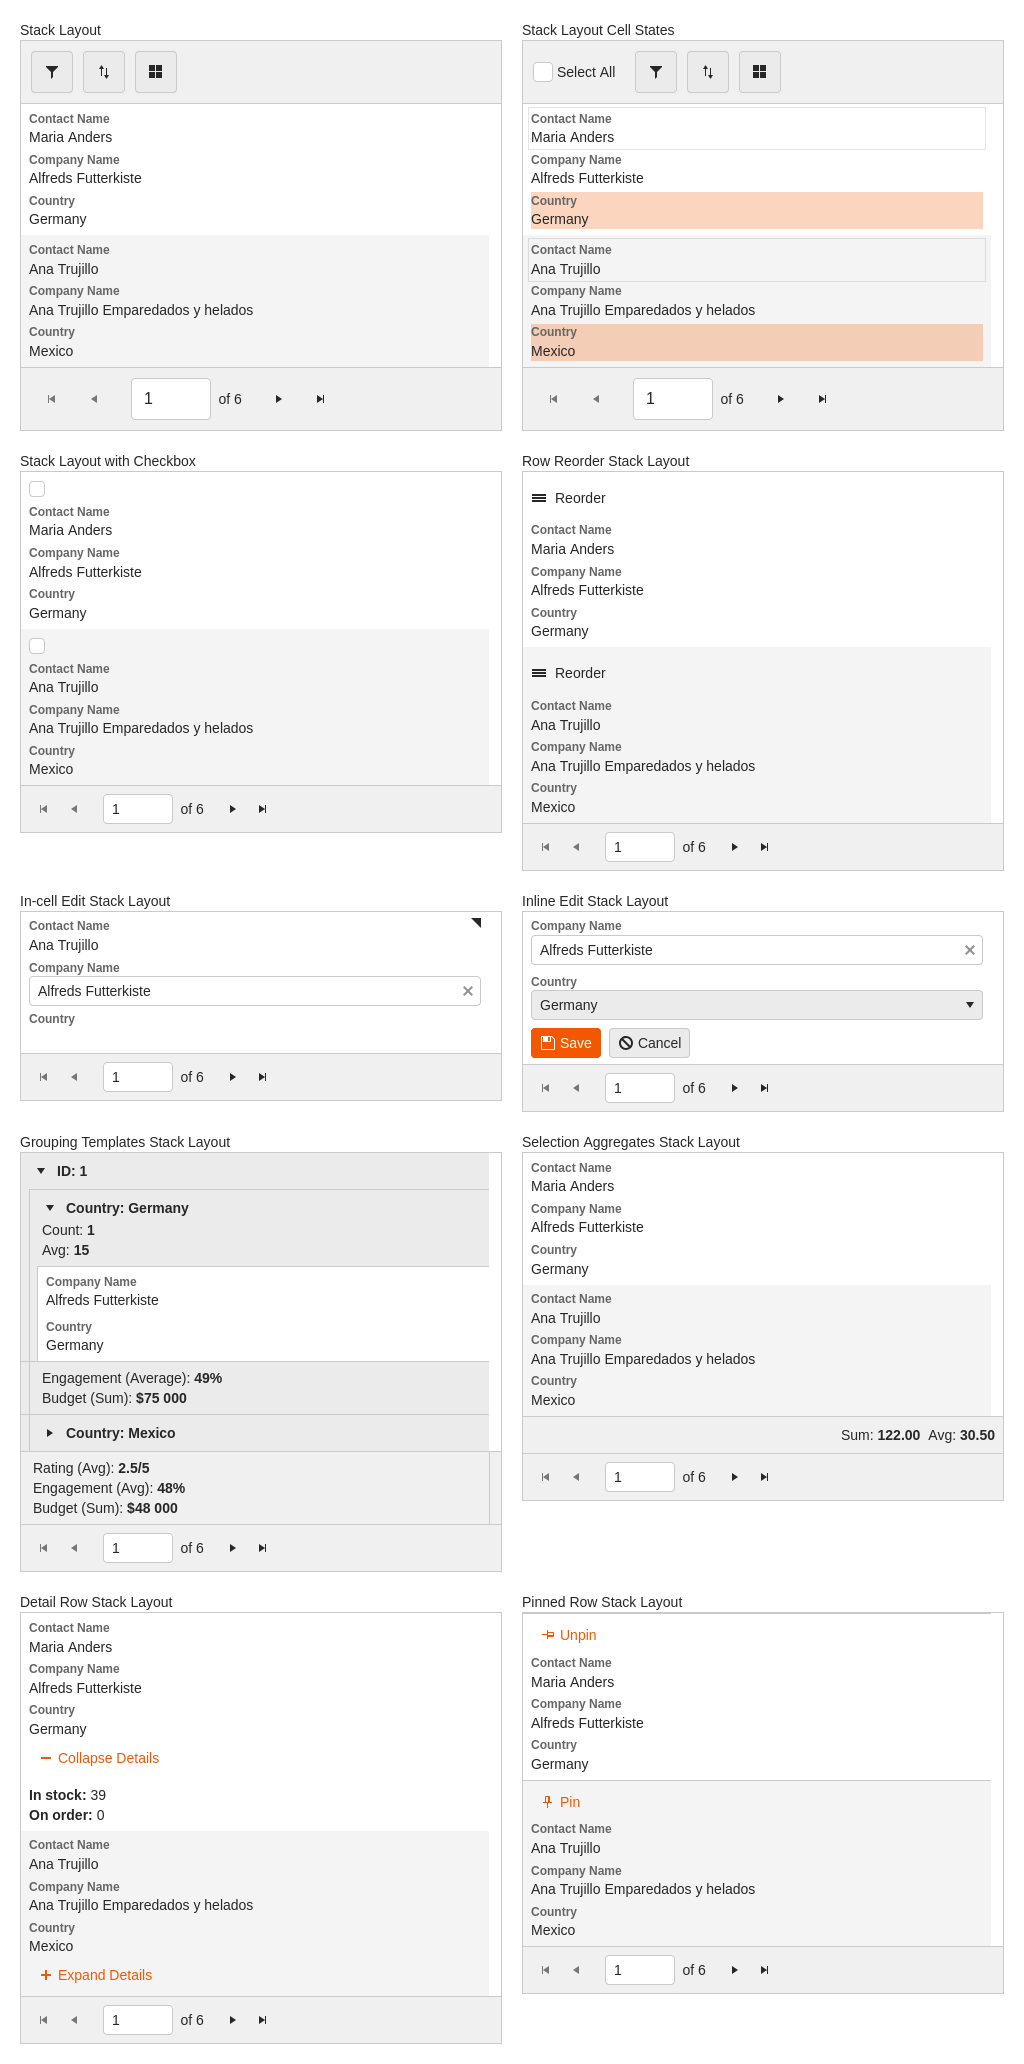 Stack Layout
Contact Name
Maria Anders
Company Name
Alfreds Futterkiste
Country
Germany
Contact Name
Ana Trujillo
Company Name
Ana Trujillo Emparedados y helados
Country
Mexico
1 of 6
Stack Layout Cell States
Select All
Contact Name
Maria Anders
Company Name
Alfreds Futterkiste
Country
Germany
Contact Name
Ana Trujillo
Company Name
Ana Trujillo Emparedados y helados
Country
Mexico
1 of 6
Stack Layout with Checkbox
Contact Name
Maria Anders
Company Name
Alfreds Futterkiste
Country
Germany
Contact Name
Ana Trujillo
Company Name
Ana Trujillo Emparedados y helados
Country
Mexico
1 of 6
Row Reorder Stack Layout
Reorder
Contact Name
Maria Anders
Company Name
Alfreds Futterkiste
Country
Germany
Reorder
Contact Name
Ana Trujillo
Company Name
Ana Trujillo Emparedados y helados
Country
Mexico
1 of 6
In-cell Edit Stack Layout
Contact Name
Ana Trujillo
Company Name
Alfreds Futterkiste
Country
1 of 6
Inline Edit Stack Layout
Company Name
Alfreds Futterkiste
Country
Germany
Save Cancel
1 of 6
Grouping Templates Stack Layout
ID: 1
Country: Germany
Count: 1
Avg: 15
Company Name
Alfreds Futterkiste
Country
Germany
Engagement (Average): 49%
Budget (Sum): $75 000
Country: Mexico
Rating (Avg): 2.5/5
Engagement (Avg): 48%
Budget (Sum): $48 000
1 of 6
Selection Aggregates Stack Layout
Contact Name
Maria Anders
Company Name
Alfreds Futterkiste
Country
Germany
Contact Name
Ana Trujillo
Company Name
Ana Trujillo Emparedados y helados
Country
Mexico
Sum: 122.00 Avg: 30.50
1 of 6
Detail Row Stack Layout
Contact Name
Maria Anders
Company Name
Alfreds Futterkiste
Country
Germany
Collapse Details
In stock: 39
On order: 0
Contact Name
Ana Trujillo
Company Name
Ana Trujillo Emparedados y helados
Country
Mexico
Expand Details
1 of 6
Pinned Row Stack Layout
Unpin
Contact Name
Maria Anders
Company Name
Alfreds Futterkiste
Country
Germany
Pin
Contact Name
Ana Trujillo
Company Name
Ana Trujillo Emparedados y helados
Country
Mexico
1 of 6